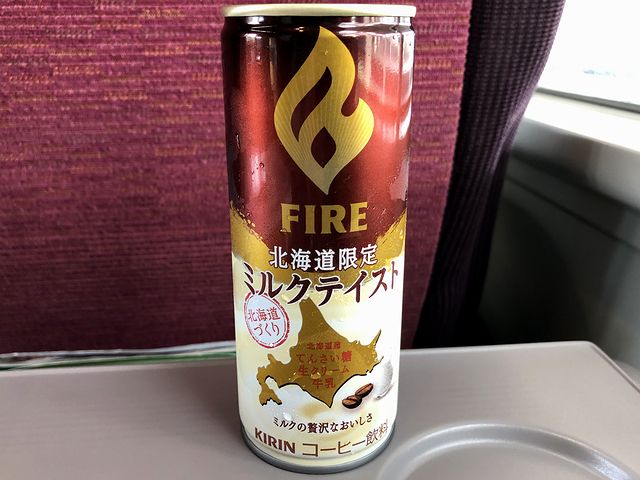 FIRE
北海道限定
ミルクテイスト
北海道
づくり
北海道産
てんさい糖
生クリーム
牛乳
ミルクの贅沢なおいしさ
KIRIN コーヒー飲料